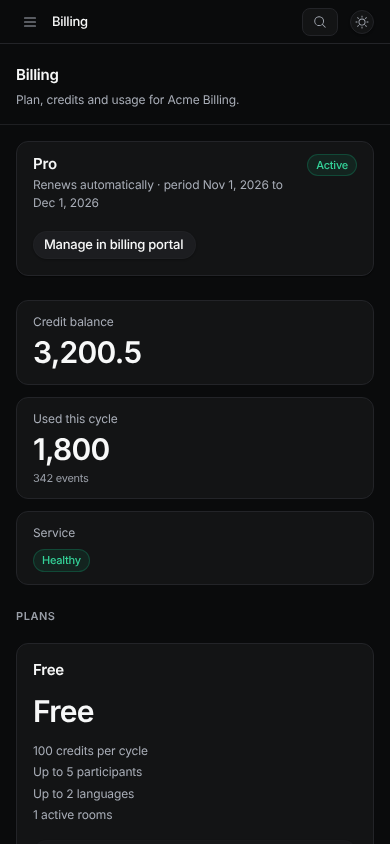 Billing
Billing
Plan, credits and usage for Acme Billing.
Pro
Active
Renews automatically · period Nov 1, 2026 to
Dec 1, 2026
Manage in billing portal
Credit balance
3,200.5
Used this cycle
1,800
342 events
Service
Healthy
PLANS
Free
Free
100 credits per cycle
Up to 5 participants
Up to 2 languages
1 active rooms